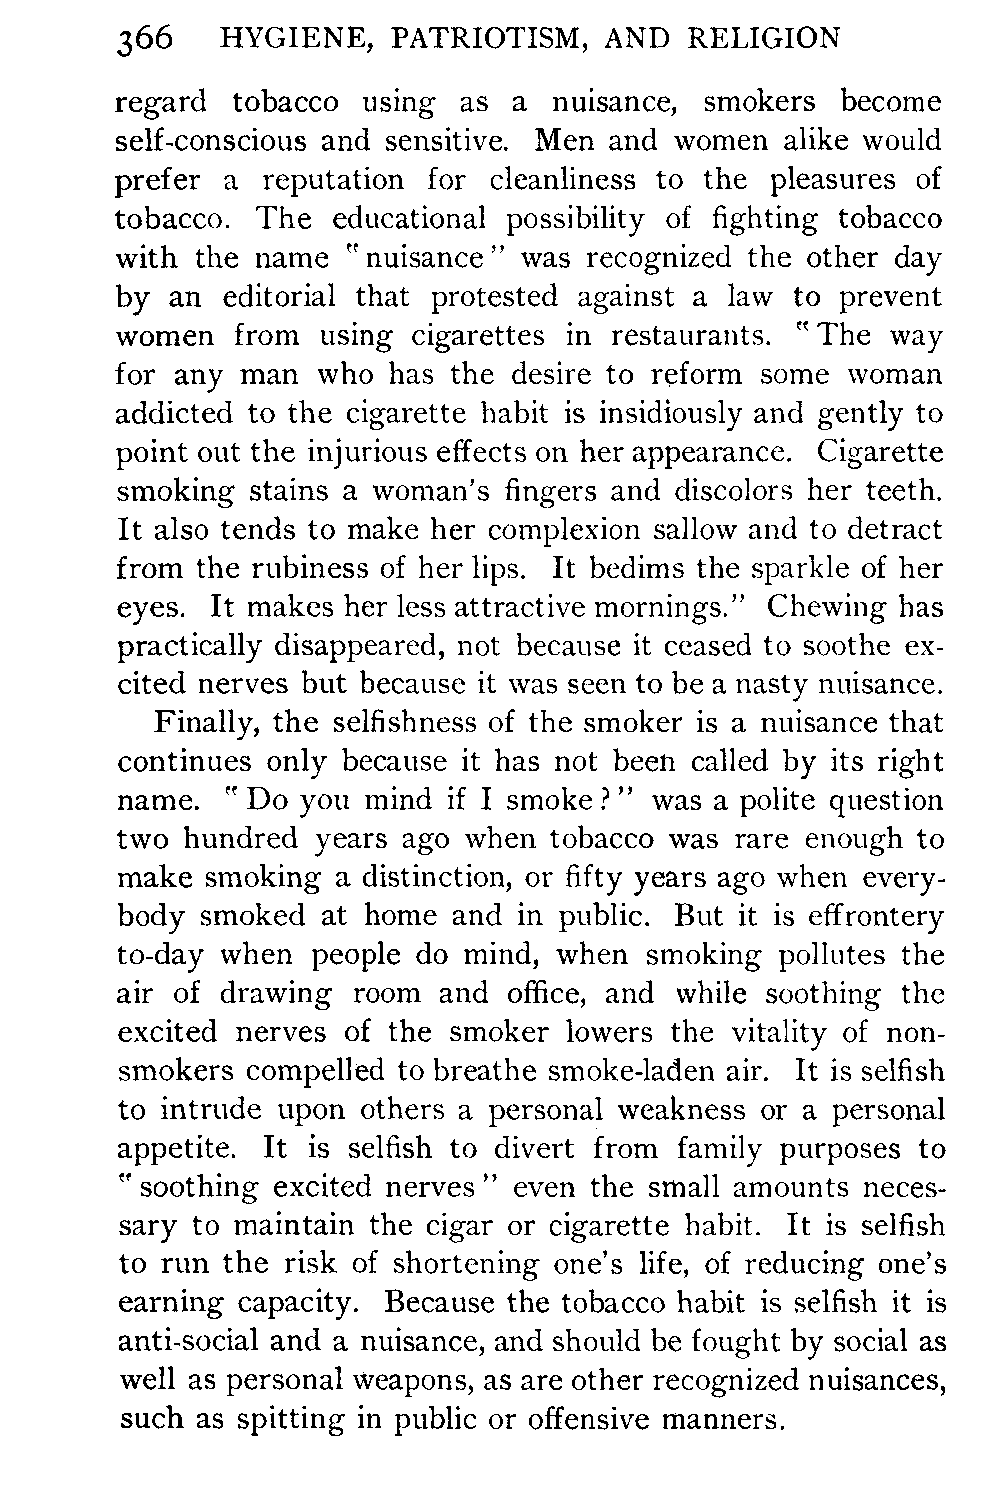 366 HYGIENE, PATRIOTISM, AND RELIGION
regard tobacco using as a nuisance, smokers become
self-conscious and sensitive. Men and women alike would
prefer a reputation for cleanliness to the pleasures of
tobacco. The educational possibility of fighting tobacco
with the name "nuisance" was recognized the other day
by an editorial that protested against a law to prevent
women from using cigarettes in restaurants. "The way
for any man who has the desire to reform some woman
addicted to the cigarette habit is insidiously and gently to
point out the injurious effects on her appearance. Cigarette
smoking stains a woman's fingers and discolors her teeth.
It also tends to make her complexion sallow and to detract
from the rubiness of her lips. It bedims the sparkle of her
eyes. It makes her less attractive mornings." Chewing has
practically disappeared, not because it ceased to soothe ex-
cited nerves but because it was seen to be a nasty nuisance.
Finally, the selfishness of the smoker is a nuisance that
continues only because it has not been called by its right
name. "Do you mind if I smoke?" was a polite question
two hundred years ago when tobacco was rare enough to
make smoking a distinction, or fifty years ago when every-
body smoked at home and in public. But it is effrontery
to-day when people do mind, when smoking pollutes the
air of drawing room and office, and while soothing the
excited nerves of the smoker lowers the vitality of non-
smokers compelled to breathe smoke-laden air. It is selfish
to intrude upon others a personal weakness or a personal
appetite. It is selfish to divert from family purposes to
"soothing excited nerves" even the small amounts neces-
sary to maintain the cigar or cigarette habit. It is selfish
to run the risk of shortening one's life, of reducing one's
earning capacity. Because the tobacco habit is selfish it is
anti-social and a nuisance, and should be fought by social as
well as personal weapons, as are other recognized nuisances,
such as spitting in public or offensive manners.